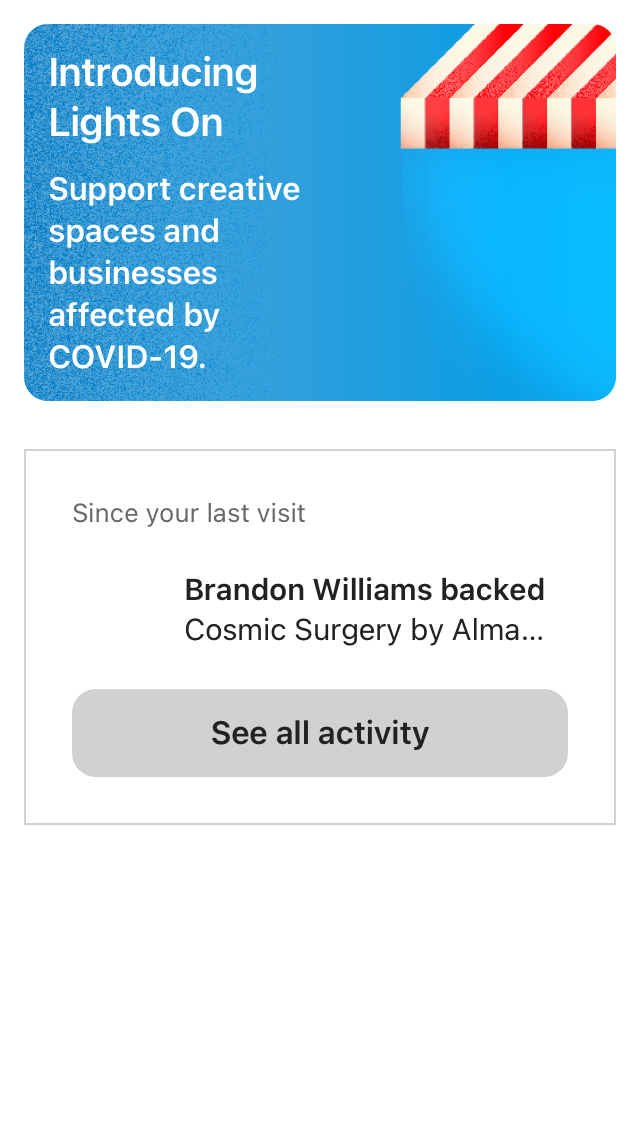 Introducing
Lights On
Support creative
spaces and
businesses
affected by
COVID-19.
Since your last visit
Brandon Williams backed
Cosmic Surgery by Alma...
See all activity